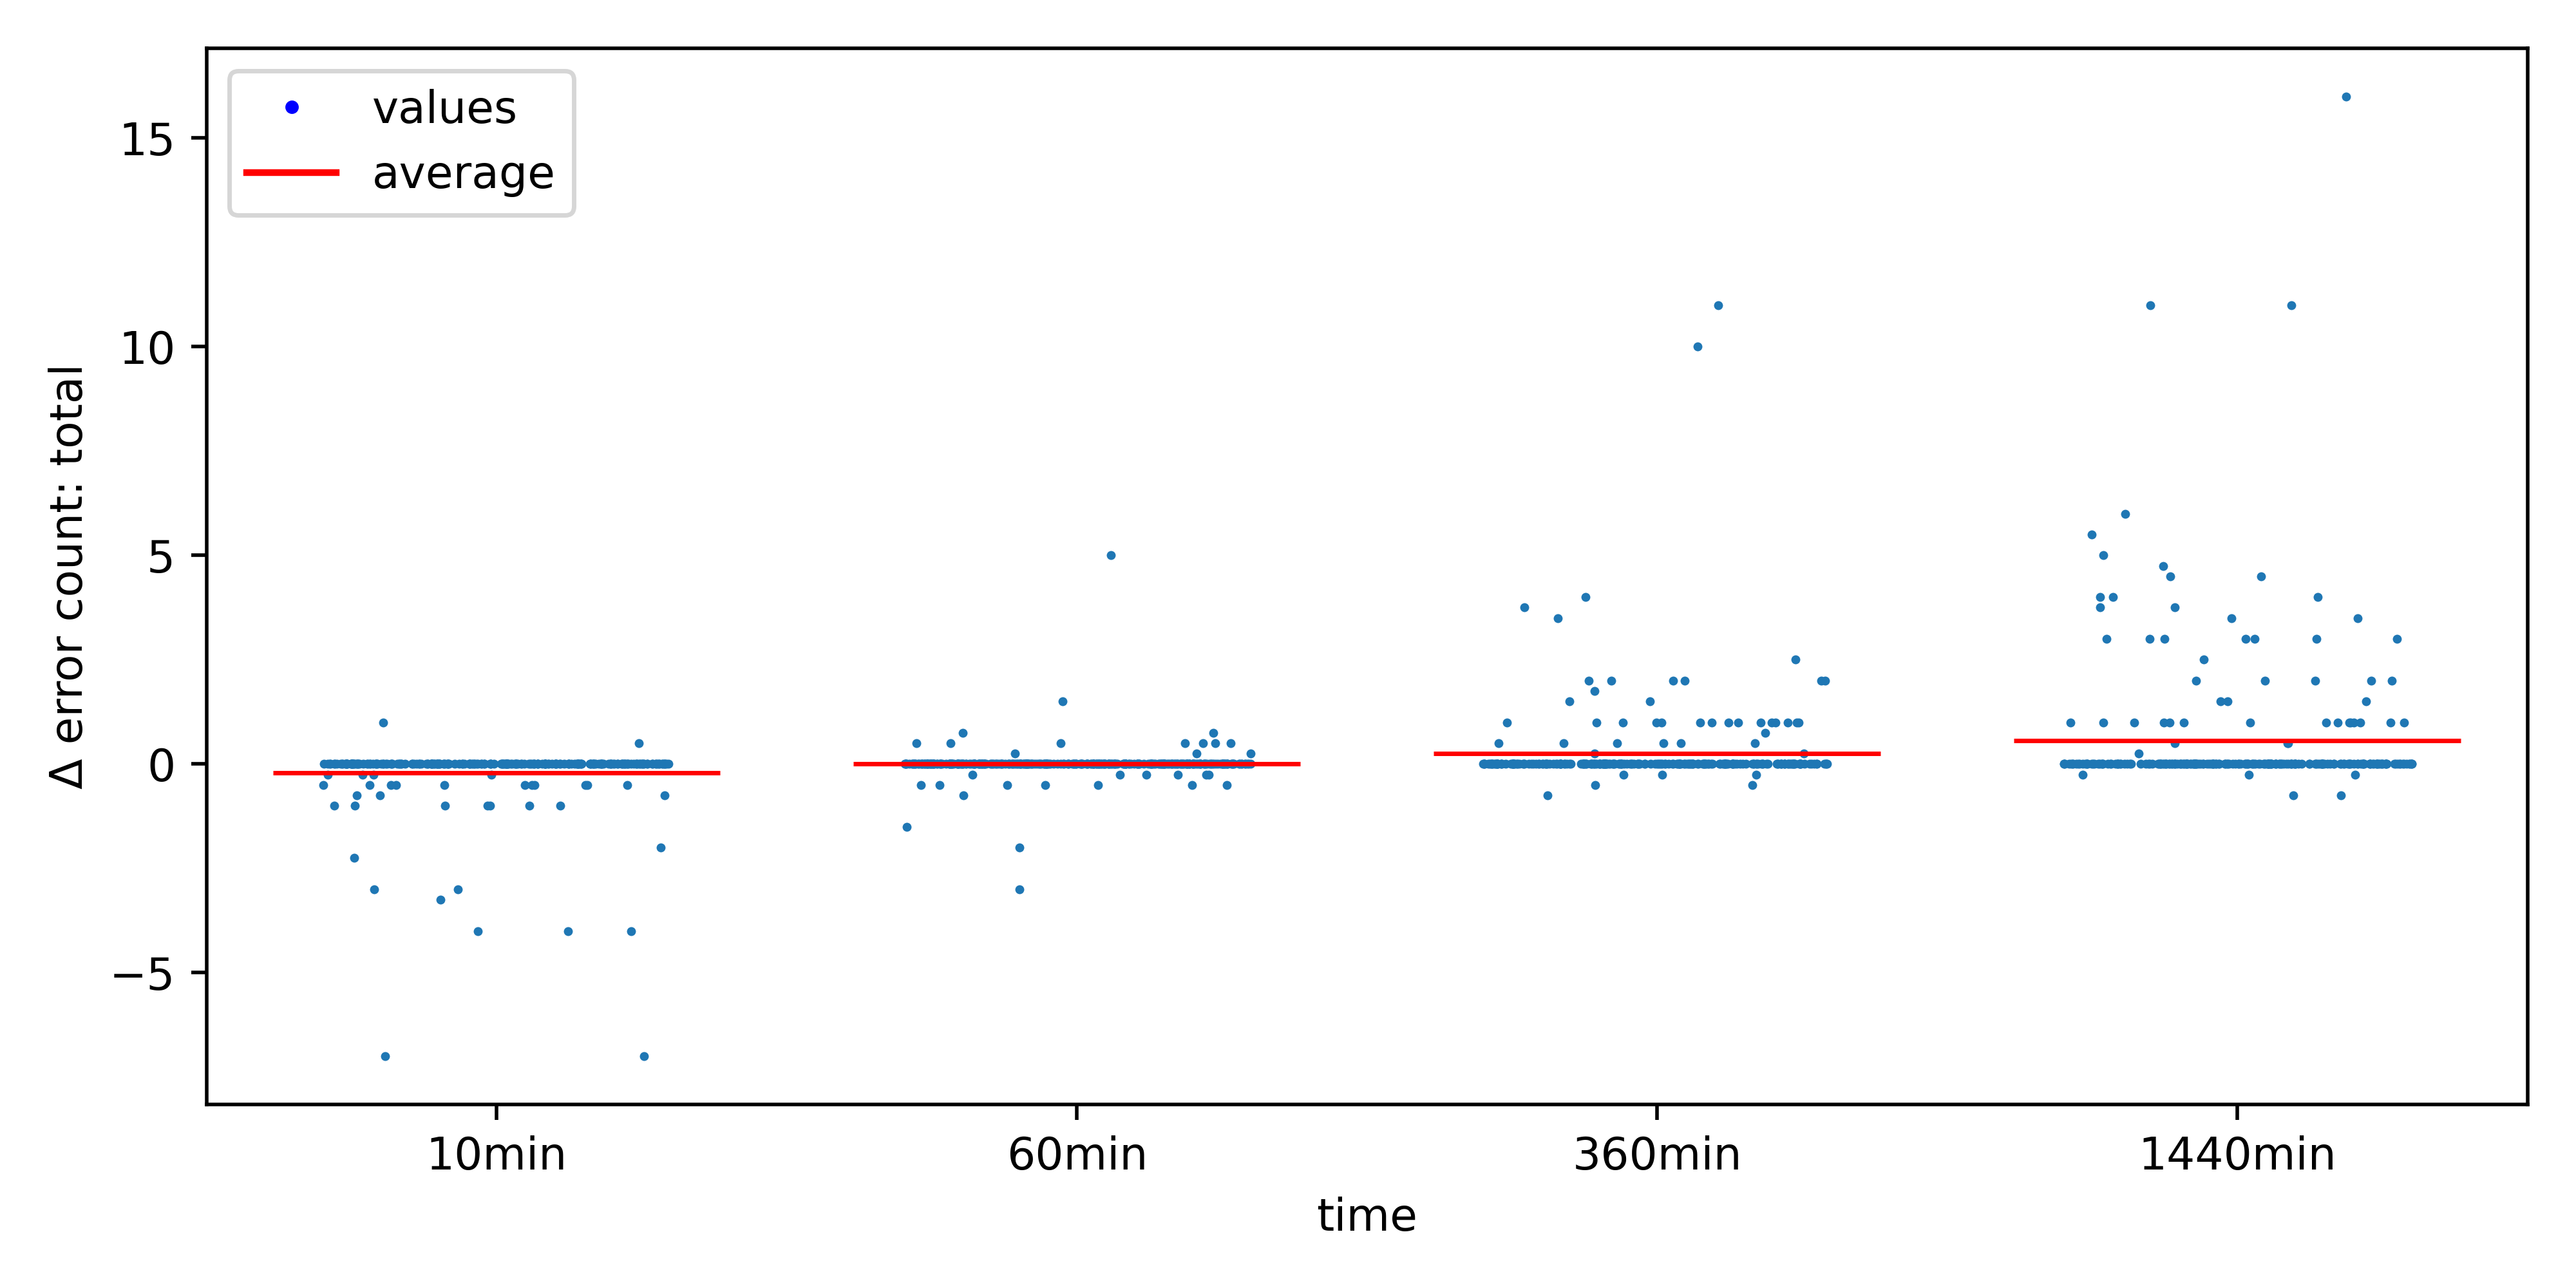 values
average
15
10
5
0
−5
Δ error count: total
10min 60min 360min 1440min
time